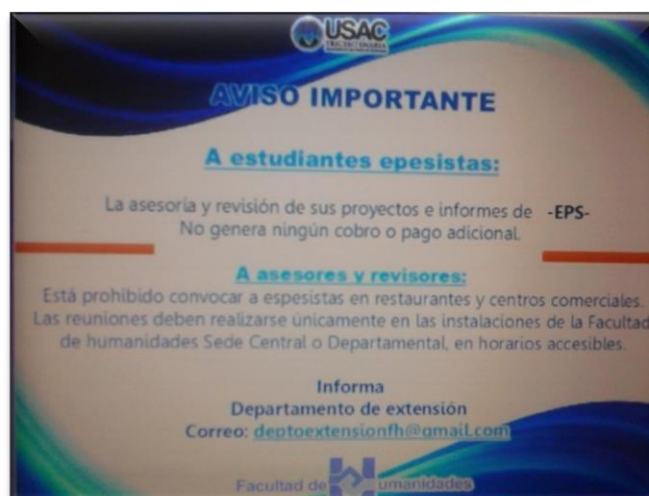 USAC
TRICENTENARIA
AVISO IMPORTANTE
A estudiantes epesistas:
La asesoría y revisión de sus proyectos e informes de -EPS-
No genera ningún cobro o pago adicional.
A asesores y revisores:
Está prohibido convocar a espesistas en restaurantes y centros comerciales.
Las reuniones deben realizarse únicamente en las instalaciones de la Facultad
de humanidades Sede Central o Departamental, en horarios accesibles.
Informa
Departamento de extensión
Correo: deptoextensionfh@gmail.com
Facultad de Humanidades